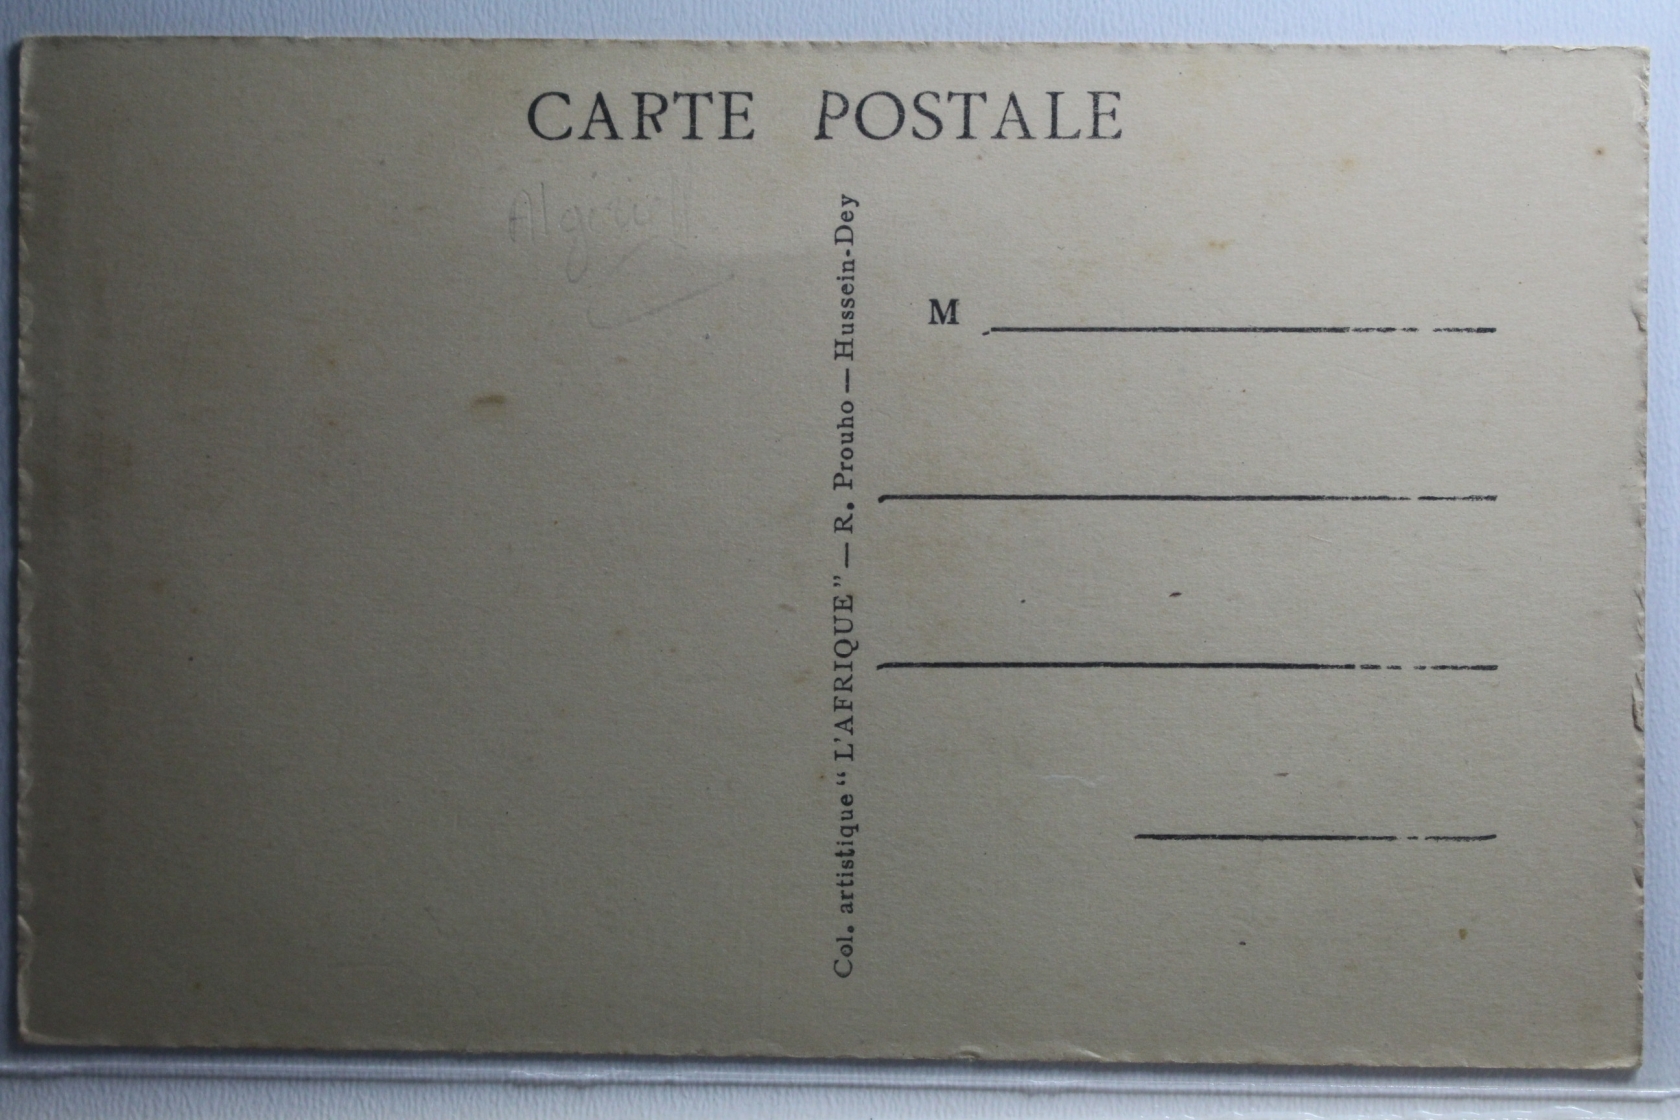 CARTE POSTALE
Col. artistique “ L'AFRIQUE ” — R. Prouho — Hussein-Dey
M